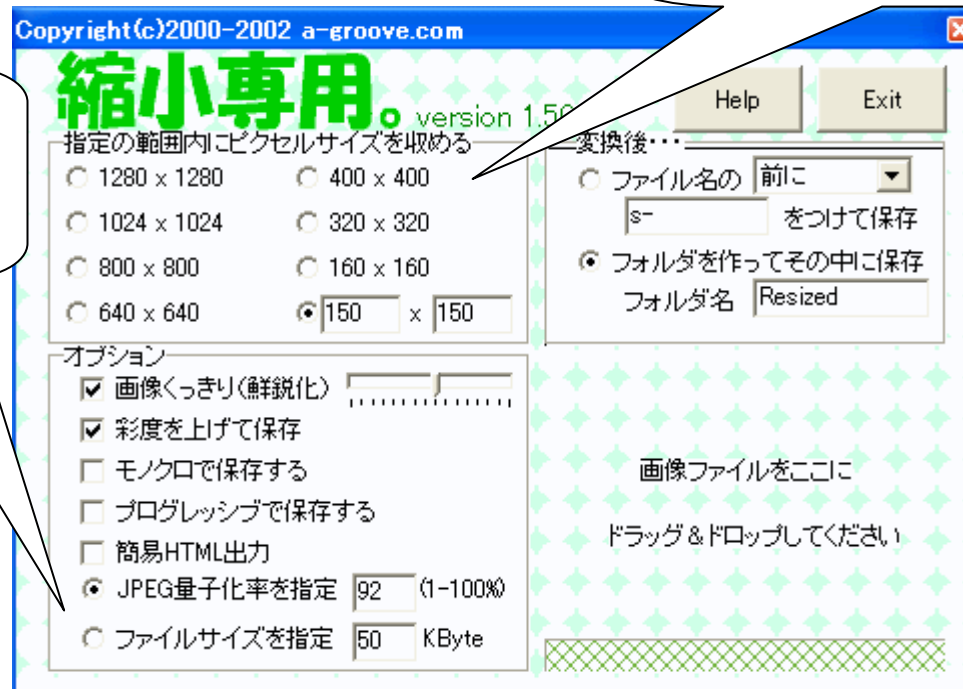 Copyright(c)2000-2002 a-groove.com
縮小専用。version 1.50
Help
Exit
指定の範囲内にピクセルサイズを収める
1280 x 1280
400 x 400
1024 x 1024
320 x 320
800 x 800
160 x 160
640 x 640
150 x 150
変換後・・・
ファイル名の 前に
s- をつけて保存
フォルダを作ってその中に保存
フォルダ名 Resized
オプション
画像くっきり(鮮鋭化)
彩度を上げて保存
モノクロで保存する
プログレッシブで保存する
簡易HTML出力
JPEG量子化率を指定 92 (1-100%)
ファイルサイズを指定 50 KByte
画像ファイルをここに
ドラッグ&ドロップしてください